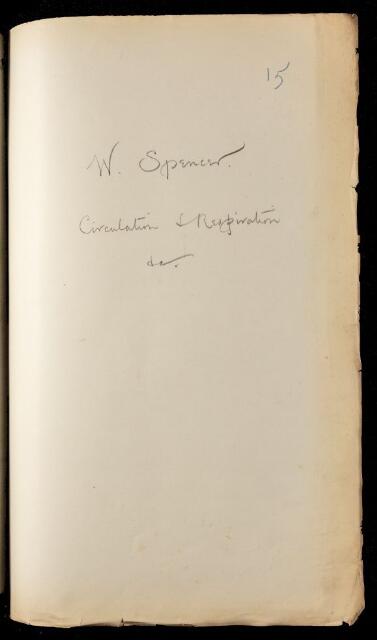 15
W. Spencer.
Circulation & Respiration
&c.